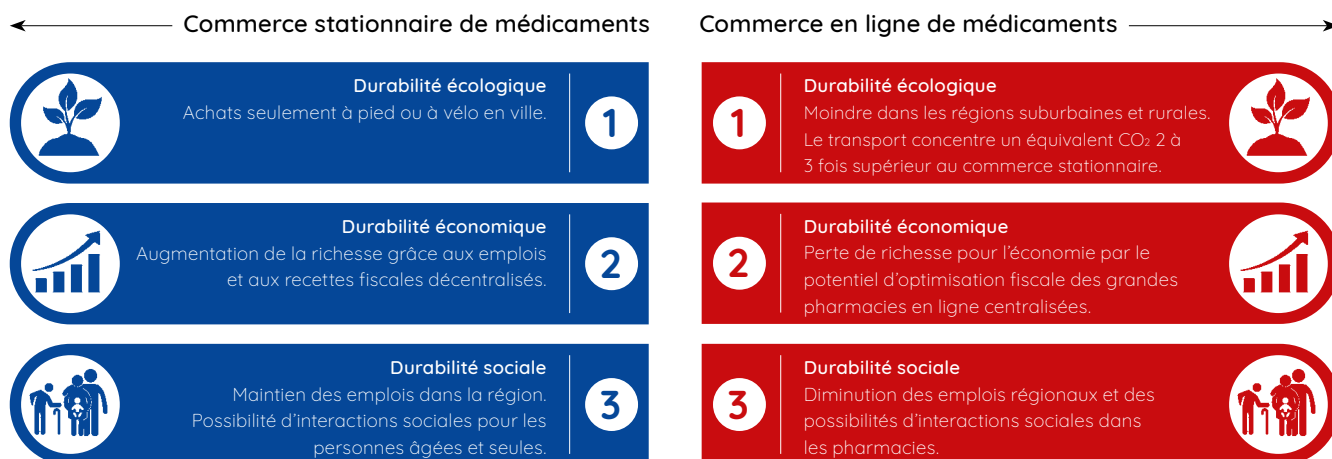 Commerce stationnaire de médicaments
Durabilité écologique
Achats seulement à pied ou à vélo en ville.
1
Durabilité économique
Augmentation de la richesse grâce aux emplois
et aux recettes fiscales décentralisés.
2
Durabilité sociale
Maintien des emplois dans la région.
Possibilité d'interactions sociales pour les
personnes âgées et seules.
3
Commerce en ligne de médicaments
1
Durabilité écologique
Moindre dans les régions suburbaines et rurales.
Le transport concentre un équivalent CO₂ 2 à
3 fois supérieur au commerce stationnaire.
2
Durabilité économique
Perte de richesse pour l'économie par le
potentiel d'optimisation fiscale des grandes
pharmacies en ligne centralisées.
3
Durabilité sociale
Diminution des emplois régionaux et des
possibilités d'interactions sociales dans
les pharmacies.